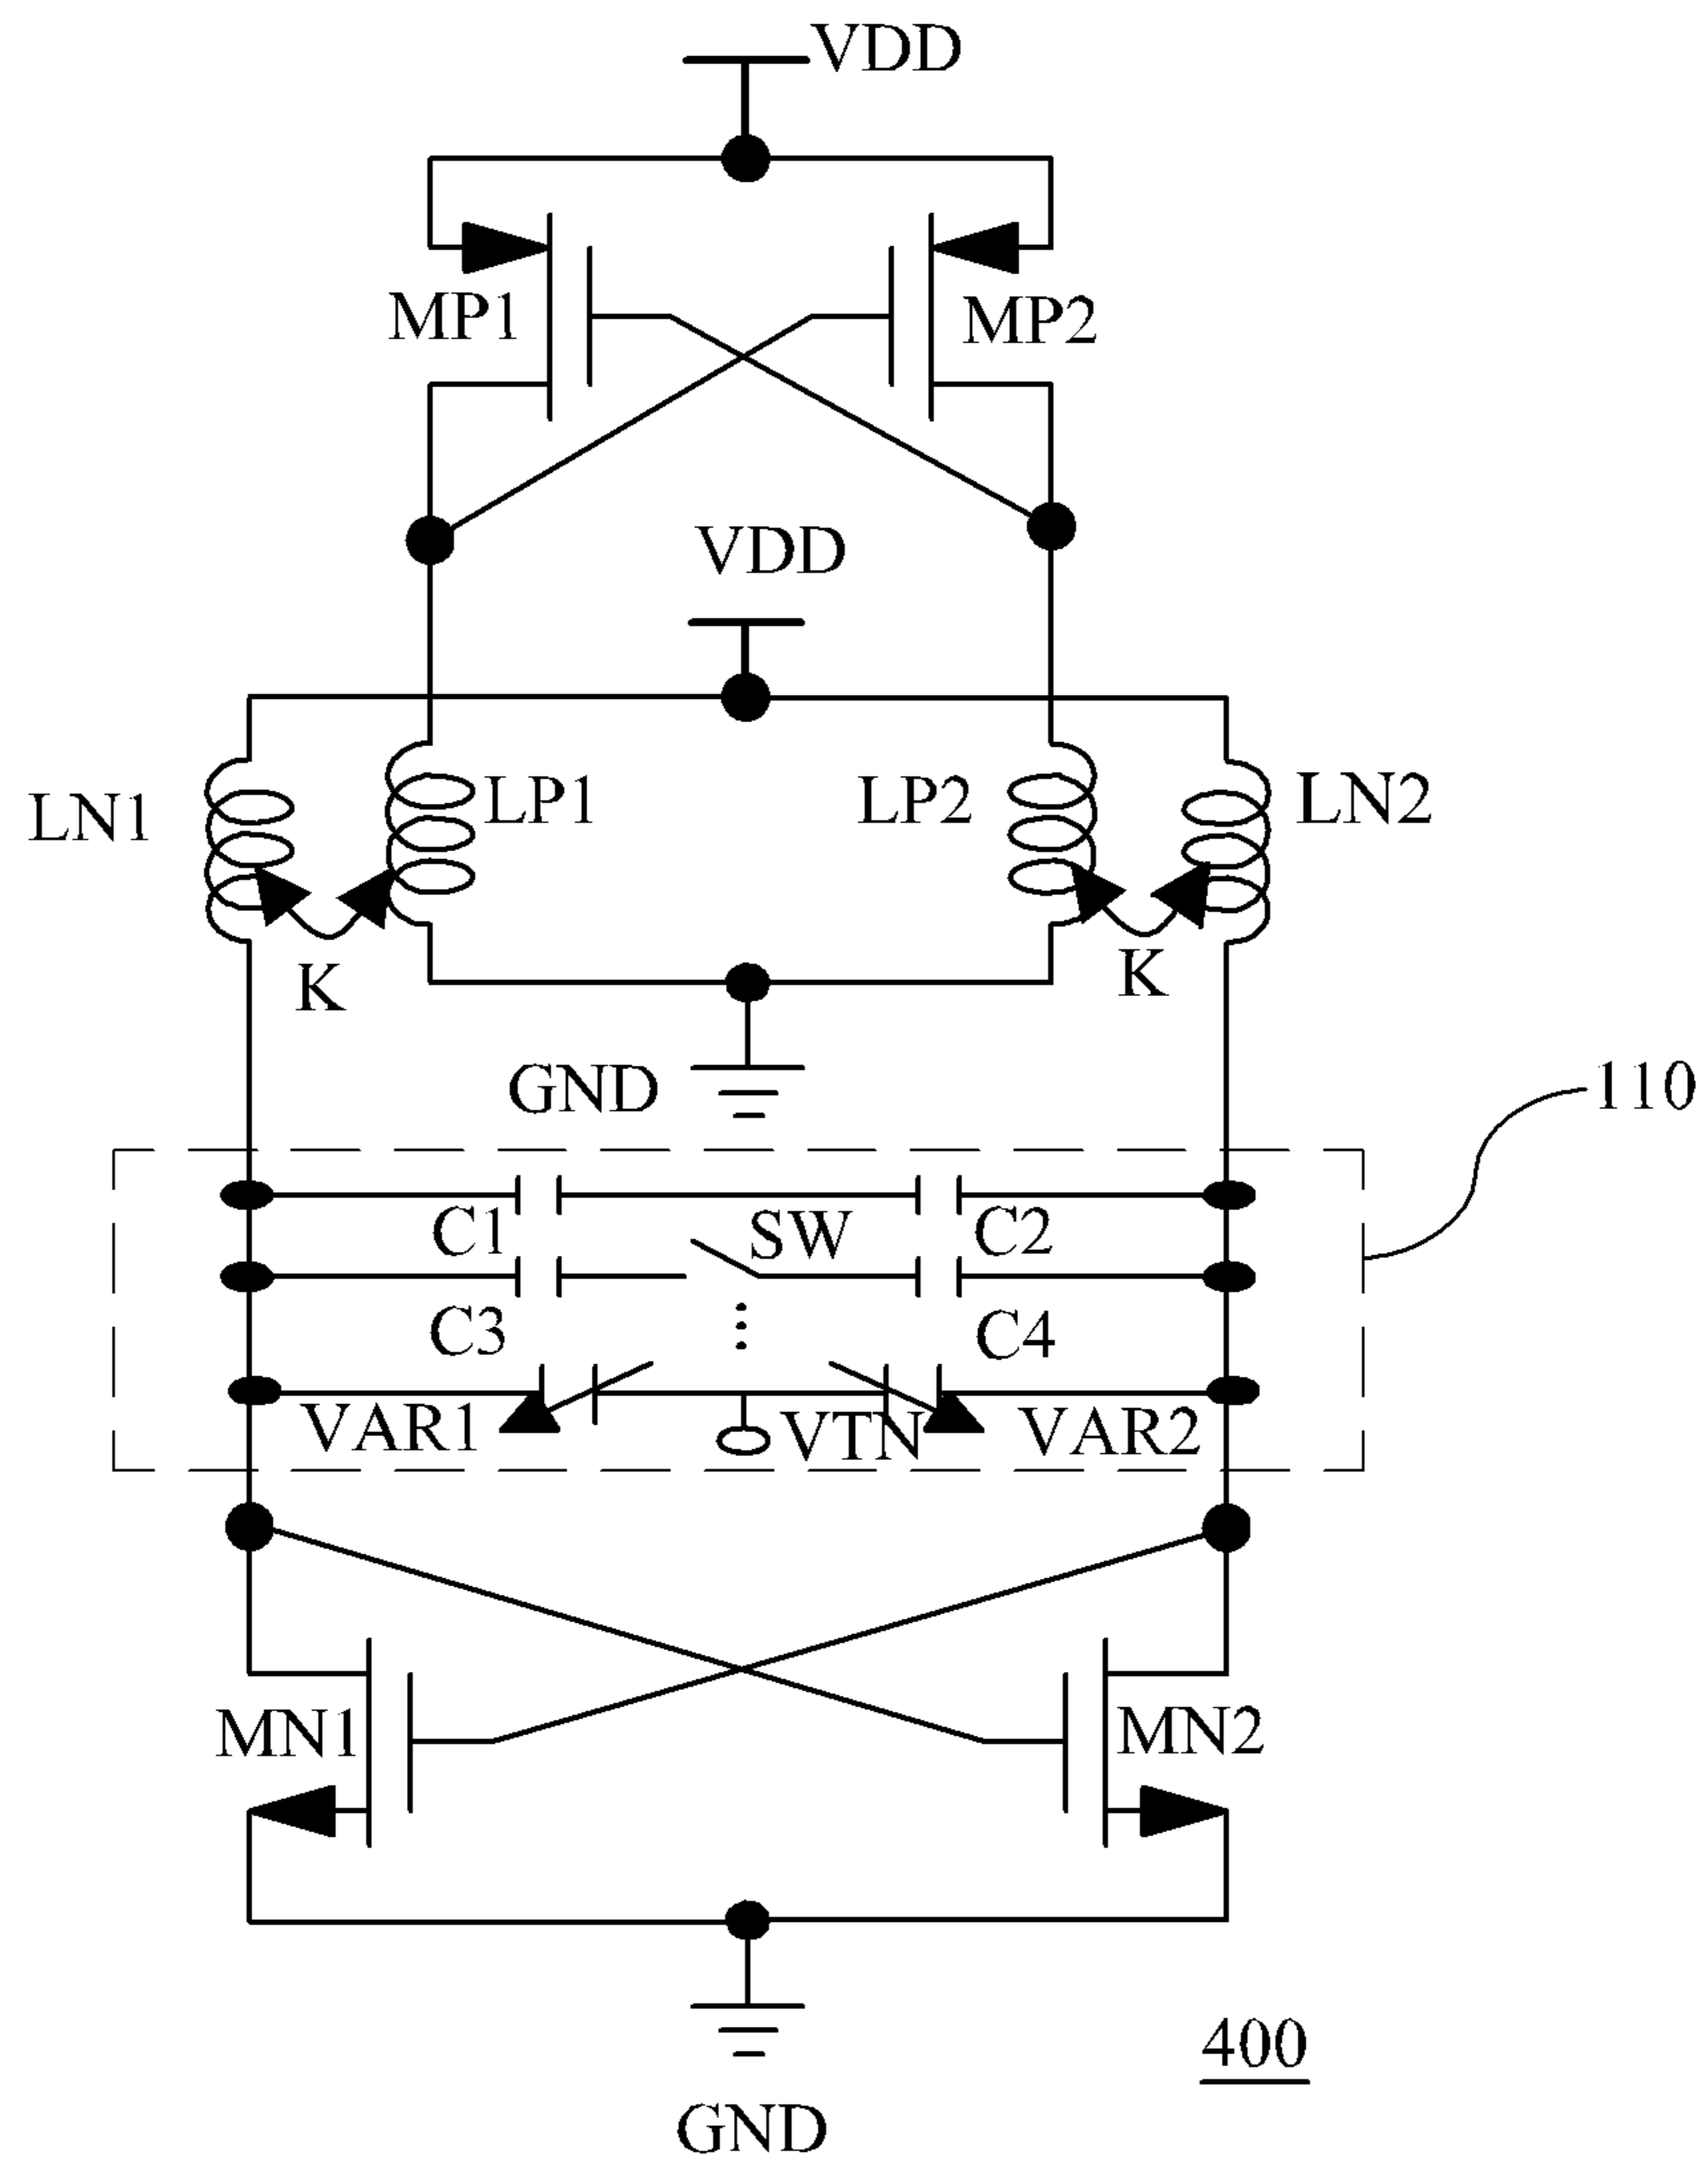 VDD
MP1 MP2
VDD
LN1 LP1 LP2 LN2
K K
GND
110
C1 SW C2
C3 C4
VAR1 VTN VAR2
MN1 MN2
400
GND